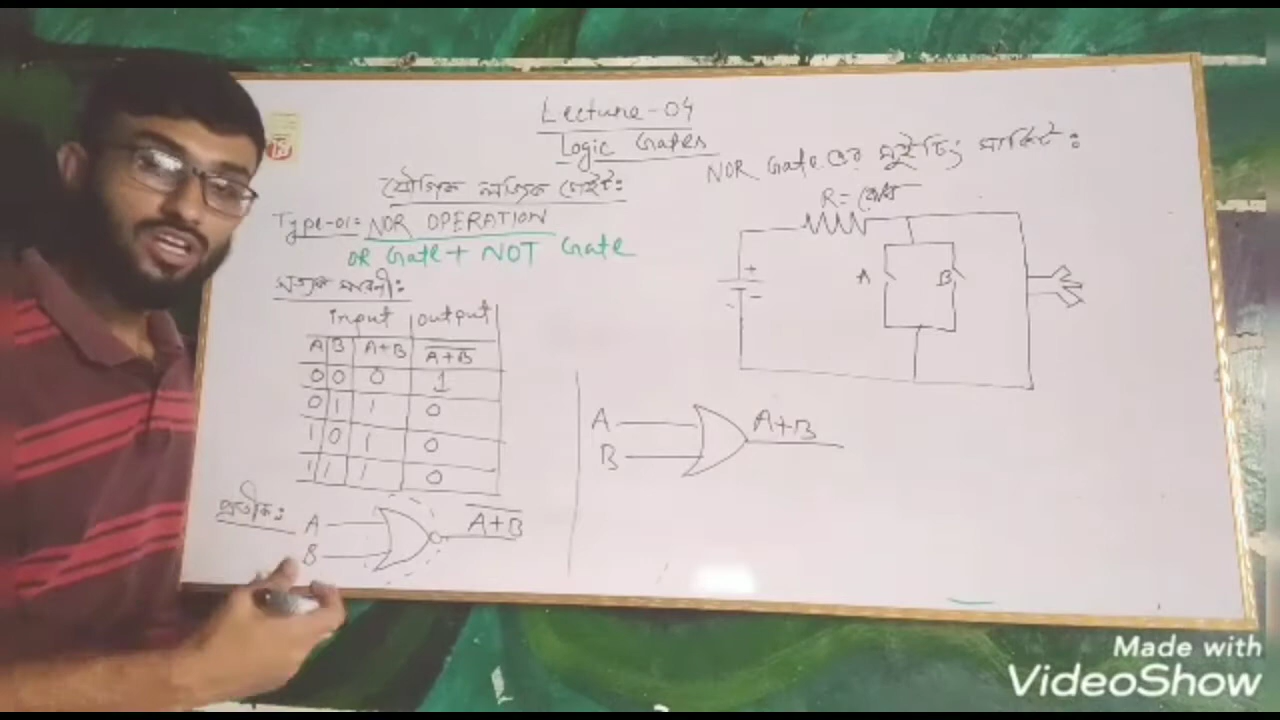 Lecture-04
Logic Gates
যৌগিক লজিক গেইট:
Type-01: NOR OPERATION
OR Gate + NOT Gate
সত্যক সারণী:
input output
A B A+B A̅+̅B̅
0 0 0 1
0 1 1 0
1 0 1 0
1 1 1 0
প্রতীক: A
B
A̅+̅B̅
NOR Gate এর সুইচিং সার্কিট:
R=রোধ
+
-
A B
A
B
A+B
Made with
VideoShow